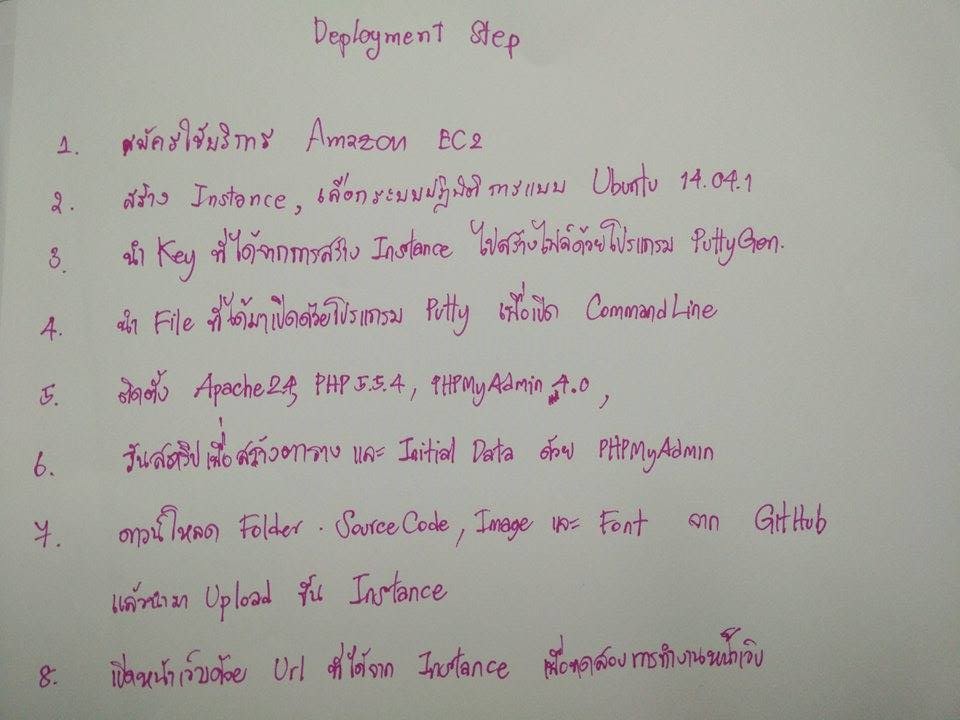 Deployment Step
1. สมัครใช้บริการ Amazon EC2
2. สร้าง Instance, เลือกระบบปฏิบัติการแบบ Ubuntu 14.04.1
3. นำ Key ที่ได้จากการสร้าง Instance ไปสร้างไฟล์ด้วยโปรแกรม PuttyGen.
4. นำ File ที่ได้มาเปิดด้วยโปรแกรม Putty เพื่อเปิด CommandLine
5. ติดตั้ง Apache2.4, PHP5.5.4, PHPMyAdmin 4.0,
6. รันสคริปเพื่อสร้างตาราง และ Initial Data ด้วย PHPMyAdmin
7. ดาวน์โหลด Folder. SourceCode, Image และ Font จาก GitHub
แล้วนำมา Upload ขึ้น Instance
8. เปิดหน้าเว็บด้วย Url ที่ได้จาก Instance เพื่อทดสอบการทำงานหน้าเว็บ